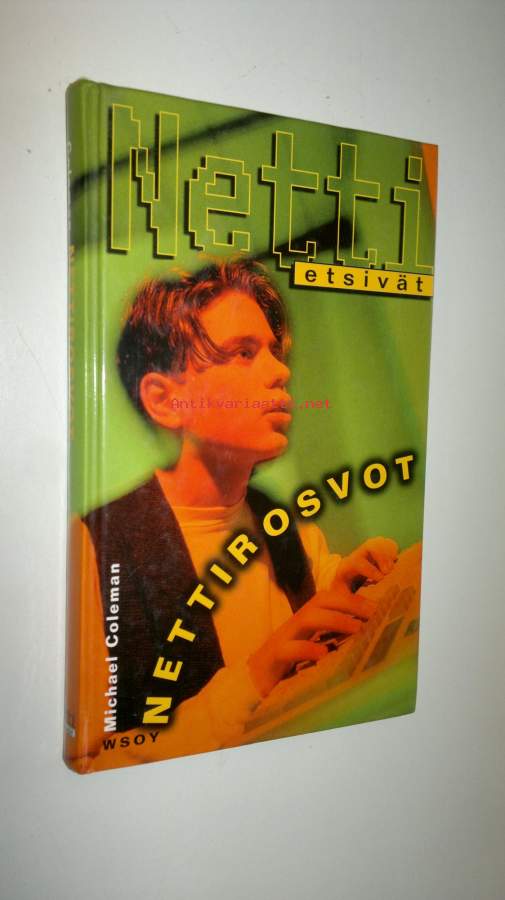 Netti
etsivät
Antikvariaatti.net
NETTIROSVOT
Michael Coleman
WSOY